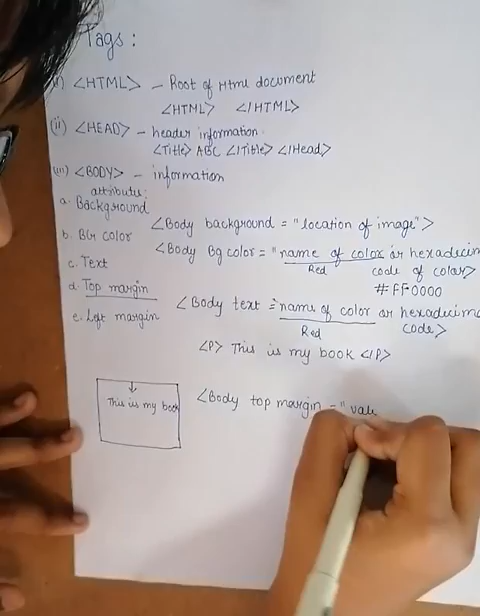 Tags :
(i) <HTML> - Root of Html document
<HTML> </HTML>
(ii) <HEAD> - header information
<Title> ABC </Title> </Head>
(iii) <BODY> - information
attributes:
a. Background
<Body background = "location of image">
b. BG color
<Body Bg color = "name of color or hexadecim
Red code of color>
c. Text
#FF0000
d. Top margin
<Body text = "name of color or hexadecim
e. Left margin
Red code>
<P> This is my book </P>
This is my book
<Body top margin = "valu